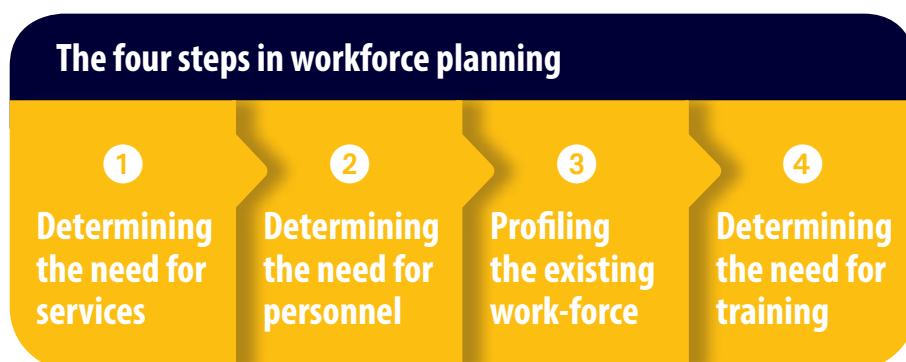 The four steps in workforce planning
1
Determining
the need for
services
2
Determining
the need for
personnel
3
Profiling
the existing
work-force
4
Determining
the need for
training